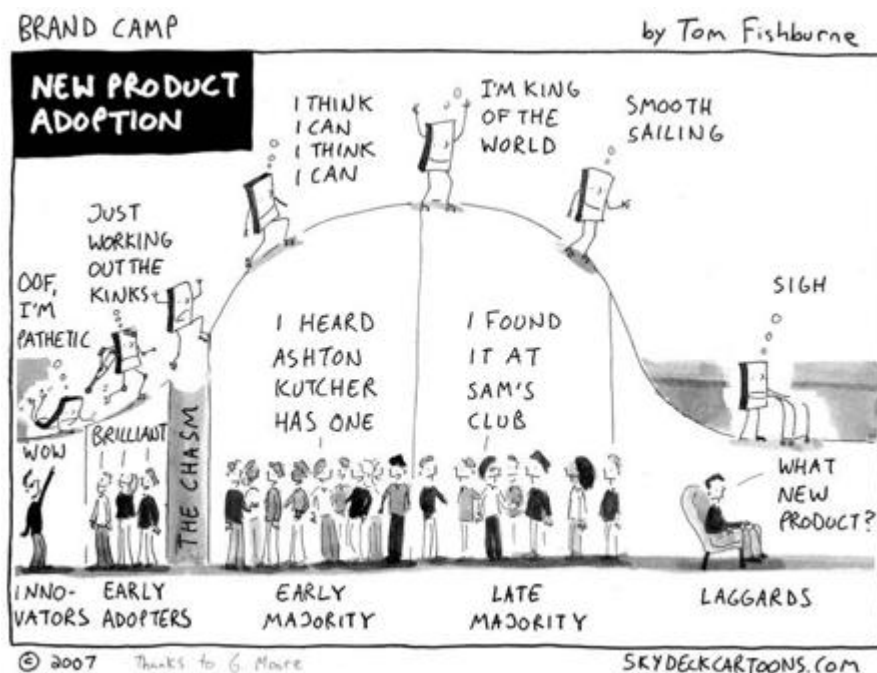 BRAND CAMP
by Tom Fishburne
NEW PRODUCT
ADOPTION
OOF,
I'M
PATHETIC
JUST
WORKING
OUT THE
KINKS
I THINK
I CAN
I THINK
I CAN
I'M KING
OF THE
WORLD
SMOOTH
SAILING
SIGH
WOW
BRILLIANT
THE CHASM
I HEARD
ASHTON
KUTCHER
HAS ONE
I FOUND
IT AT
SAM'S
CLUB
WHAT
NEW
PRODUCT?
INNO-
VATORS
EARLY
ADOPTERS
EARLY
MAJORITY
LATE
MAJORITY
LAGGARDS
© 2007
Thanks to G. Moore
SKYDECKCARTOONS.COM